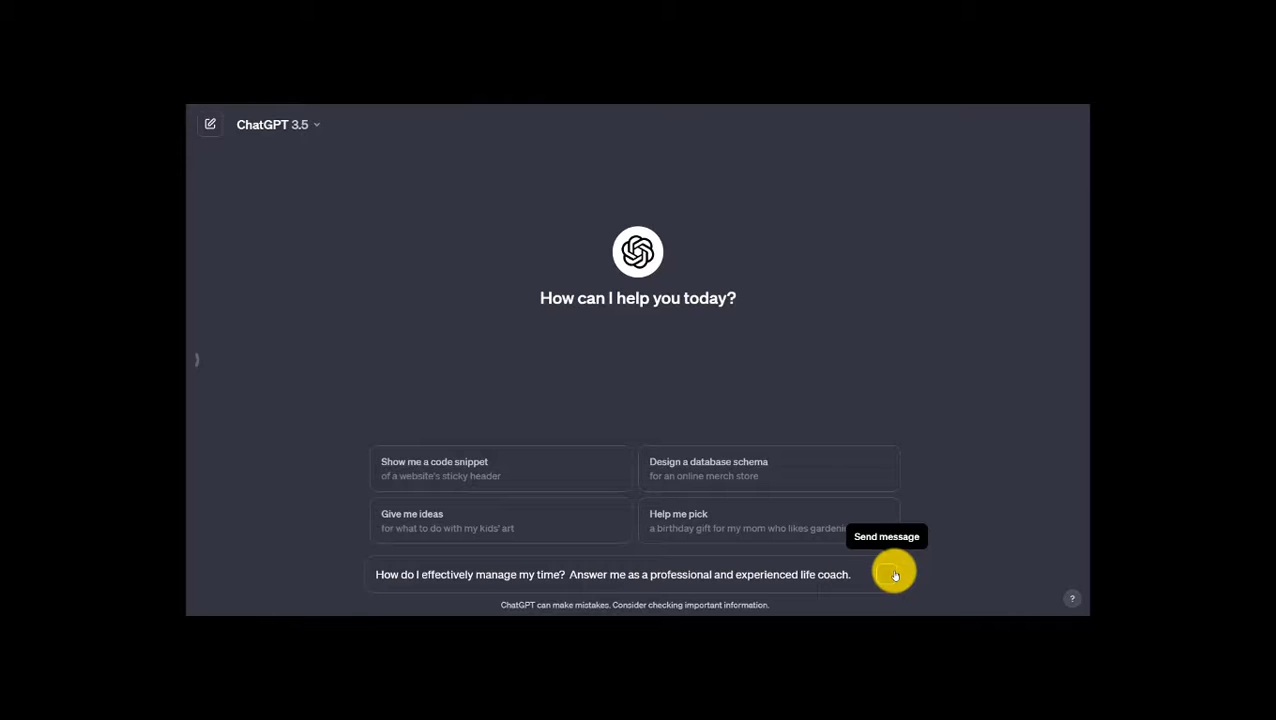 ChatGPT 3.5
How can I help you today?
Show me a code snippet
of a website's sticky header
Design a database schema
for an online merch store
Give me ideas
for what to do with my kids' art
Help me pick
a birthday gift for my mom who likes gardeni
Send message
How do I effectively manage my time?  Answer me as a professional and experienced life coach.
ChatGPT can make mistakes. Consider checking important information.
?